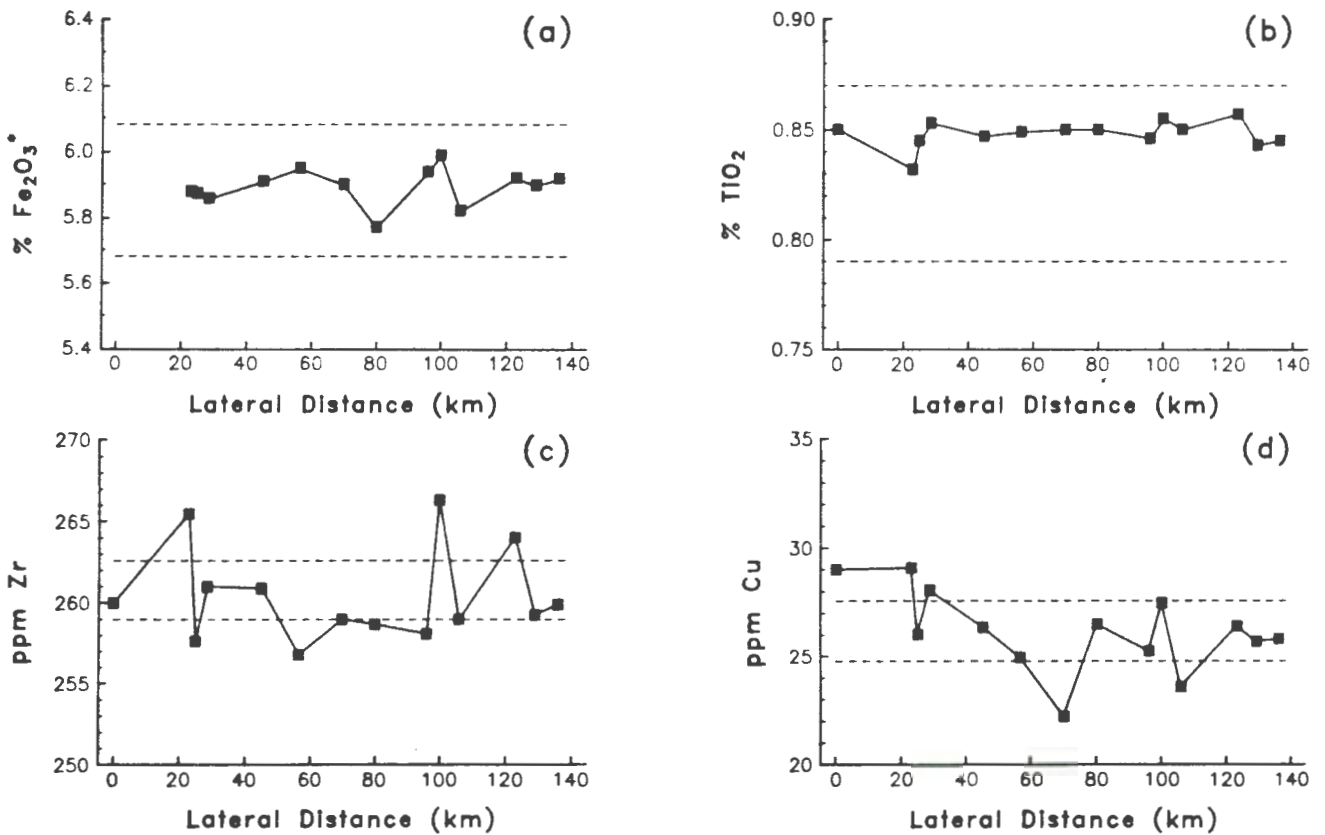 (a)
% Fe₂O₃*
6.4
6.2
6.0
5.8
5.6
5.4
0 20 40 60 80 100 120 140
Lateral Distance (km)
(b)
% TiO₂
0.90
0.85
0.80
0.75
0 20 40 60 80 100 120 140
Lateral Distance (km)
(c)
ppm Zr
270
265
260
255
250
0 20 40 60 80 100 120 140
Lateral Distance (km)
(d)
ppm Cu
35
30
25
20
0 20 40 60 80 100 120 140
Lateral Distance (km)